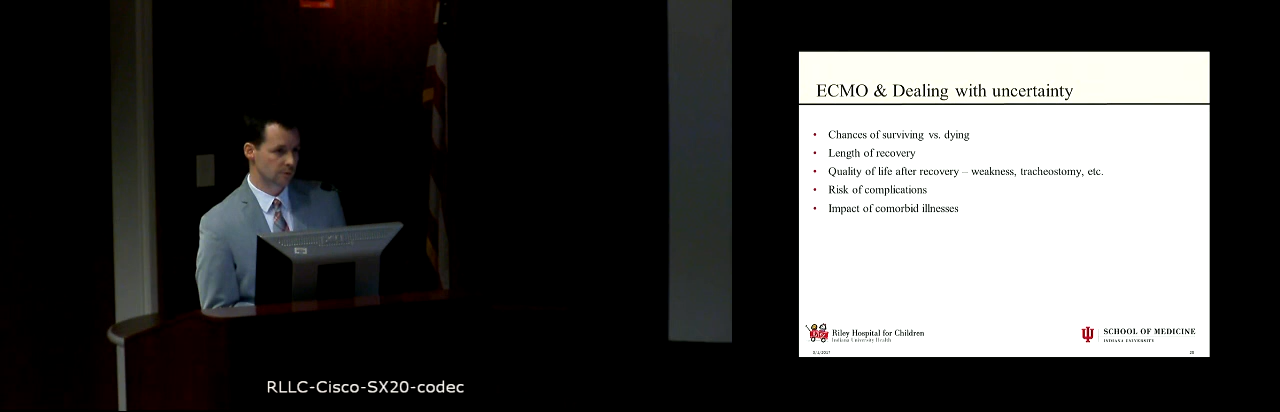 ECMO & Dealing with uncertainty
• Chances of surviving vs. dying
• Length of recovery
• Quality of life after recovery – weakness, tracheostomy, etc.
• Risk of complications
• Impact of comorbid illnesses
Riley Hospital for Children
Indiana University Health
SCHOOL OF MEDICINE
INDIANA UNIVERSITY
20
RLLC-Cisco-SX20-codec